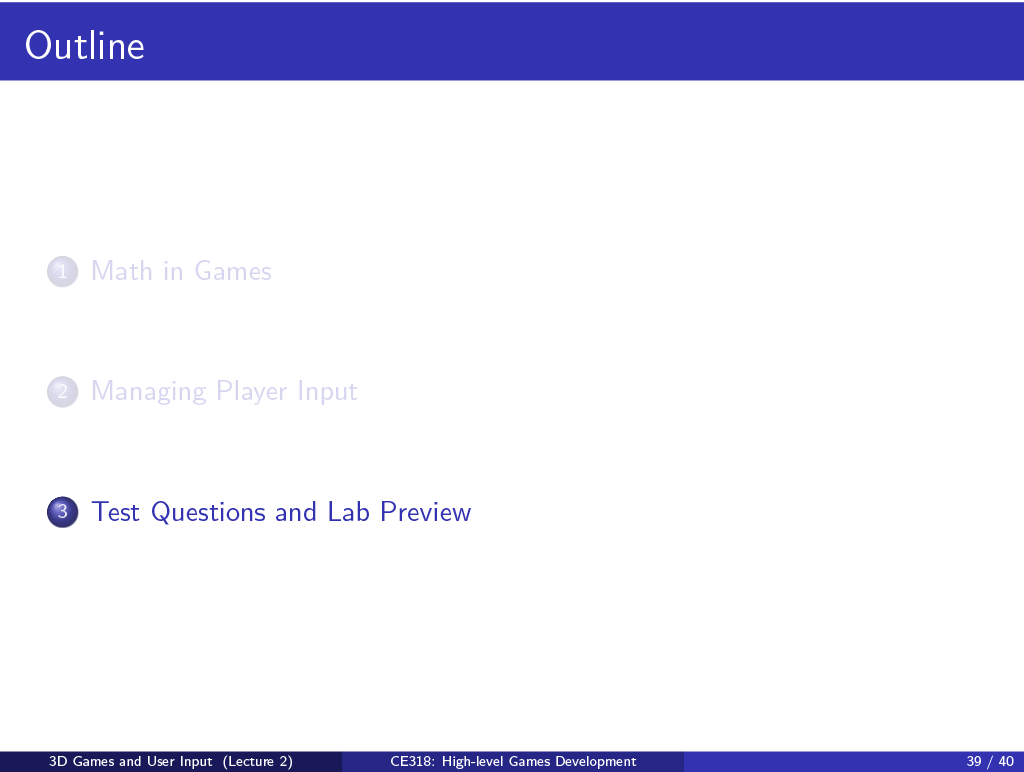 Outline
1 Math in Games
2 Managing Player Input
3 Test Questions and Lab Preview
3D Games and User Input (Lecture 2) CE318: High-level Games Development 39 / 40